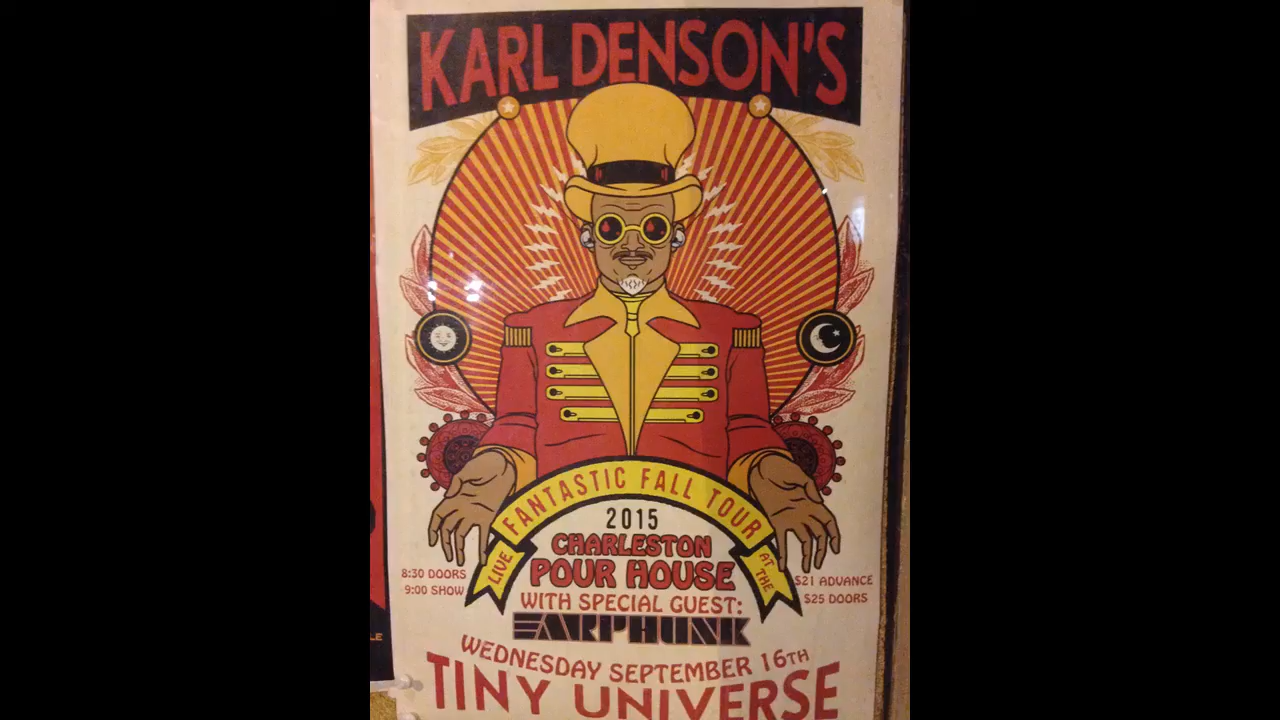 KARL DENSON'S
FANTASTIC FALL TOUR
2015
LIVE
AT THE
CHARLESTON
POUR HOUSE
8:30 DOORS
9:00 SHOW
$21 ADVANCE
$25 DOORS
WITH SPECIAL GUEST:
EARPHUNK
WEDNESDAY SEPTEMBER 16TH
TINY UNIVERSE
LE